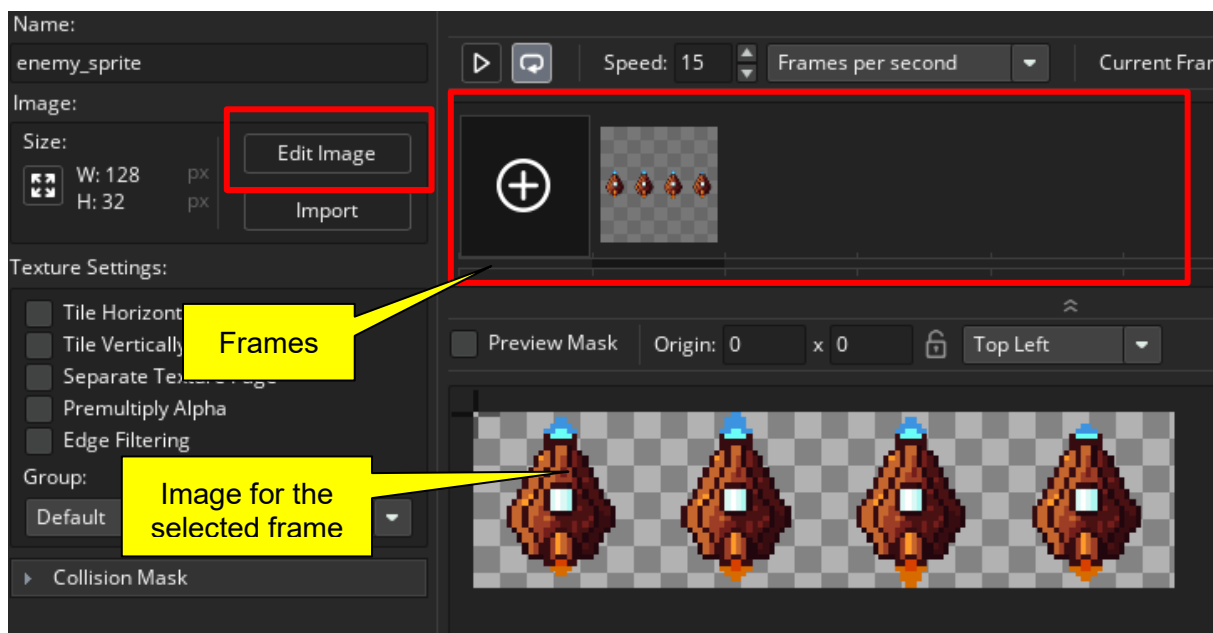 Name:
enemy_sprite
Speed: 15 Frames per second Current Fran
Image:
Size:
W: 128 px
H: 32 px
Edit Image
Import
Texture Settings:
Tile Horizont
Tile Vertically
Separate Texture Page
Premultiply Alpha
Edge Filtering
Frames
Preview Mask Origin: 0 x 0 Top Left
Group:
Default
Image for the
selected frame
Collision Mask